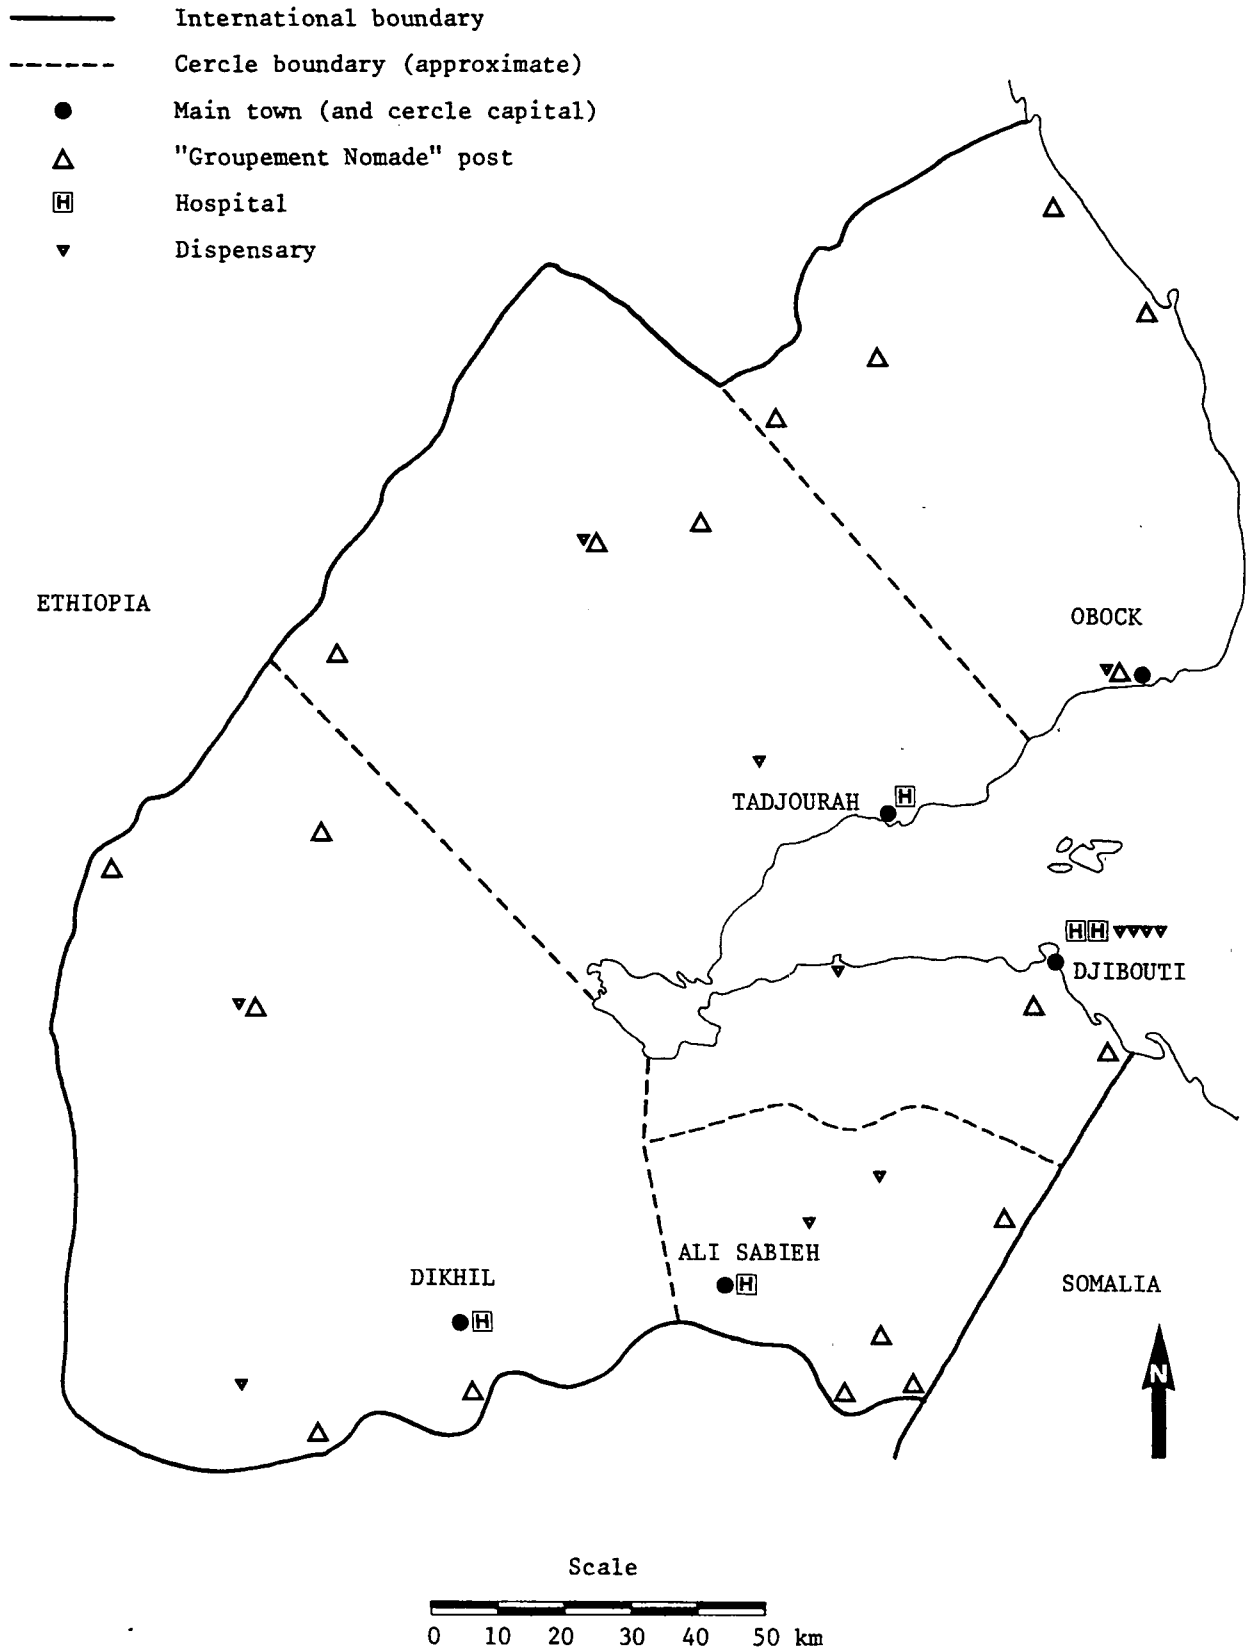 International boundary
Cercle boundary (approximate)
Main town (and cercle capital)
"Groupement Nomade" post
H Hospital
Dispensary
ETHIOPIA
OBOCK
TADJOURAH
H
H H
DJIBOUTI
ALI SABIEH
H
DIKHIL
H
SOMALIA
N
Scale
0 10 20 30 40 50 km